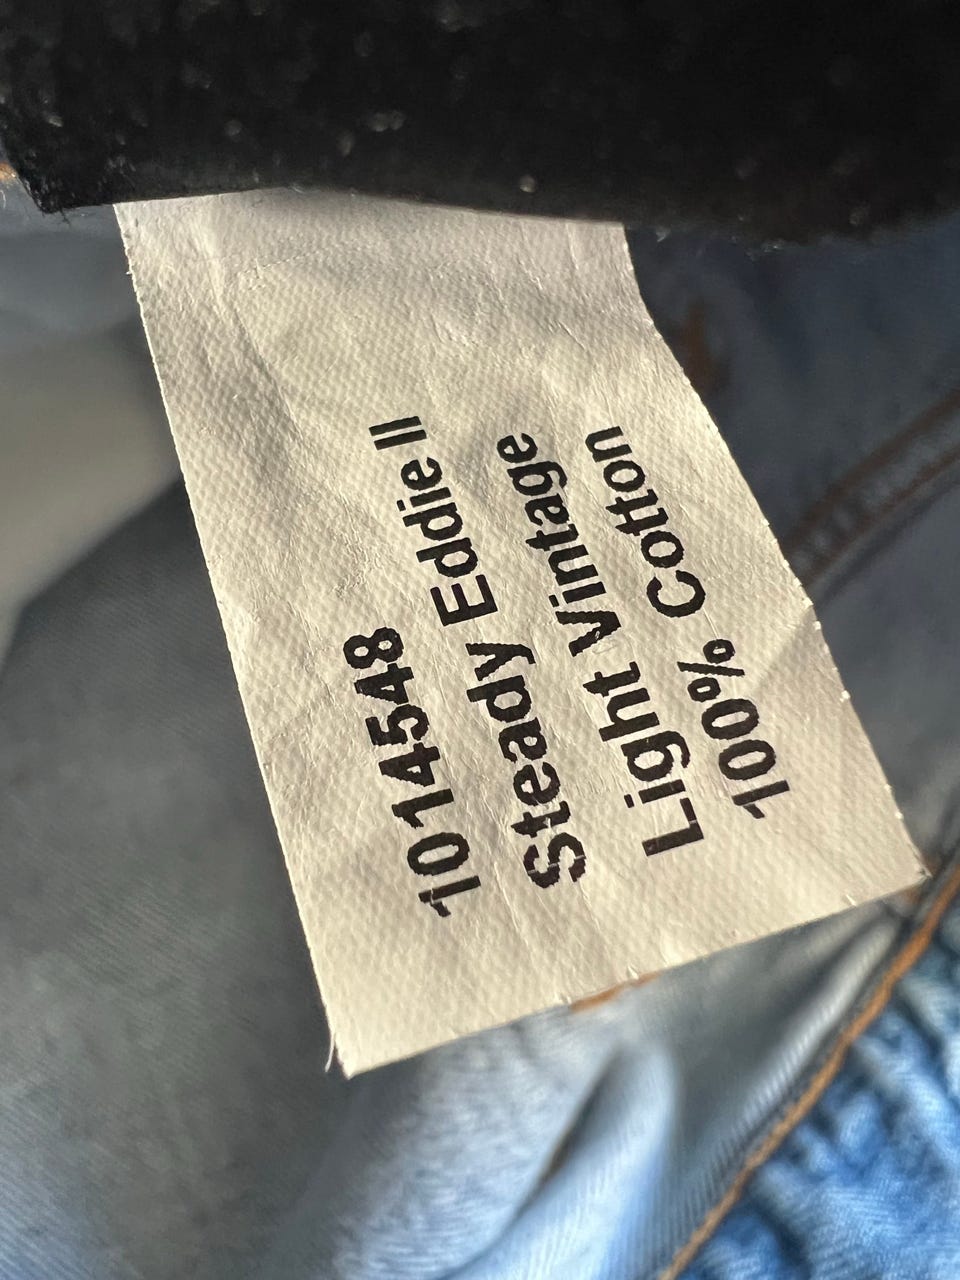 1014548
Steady Eddie II
Light Vintage
100% Cotton